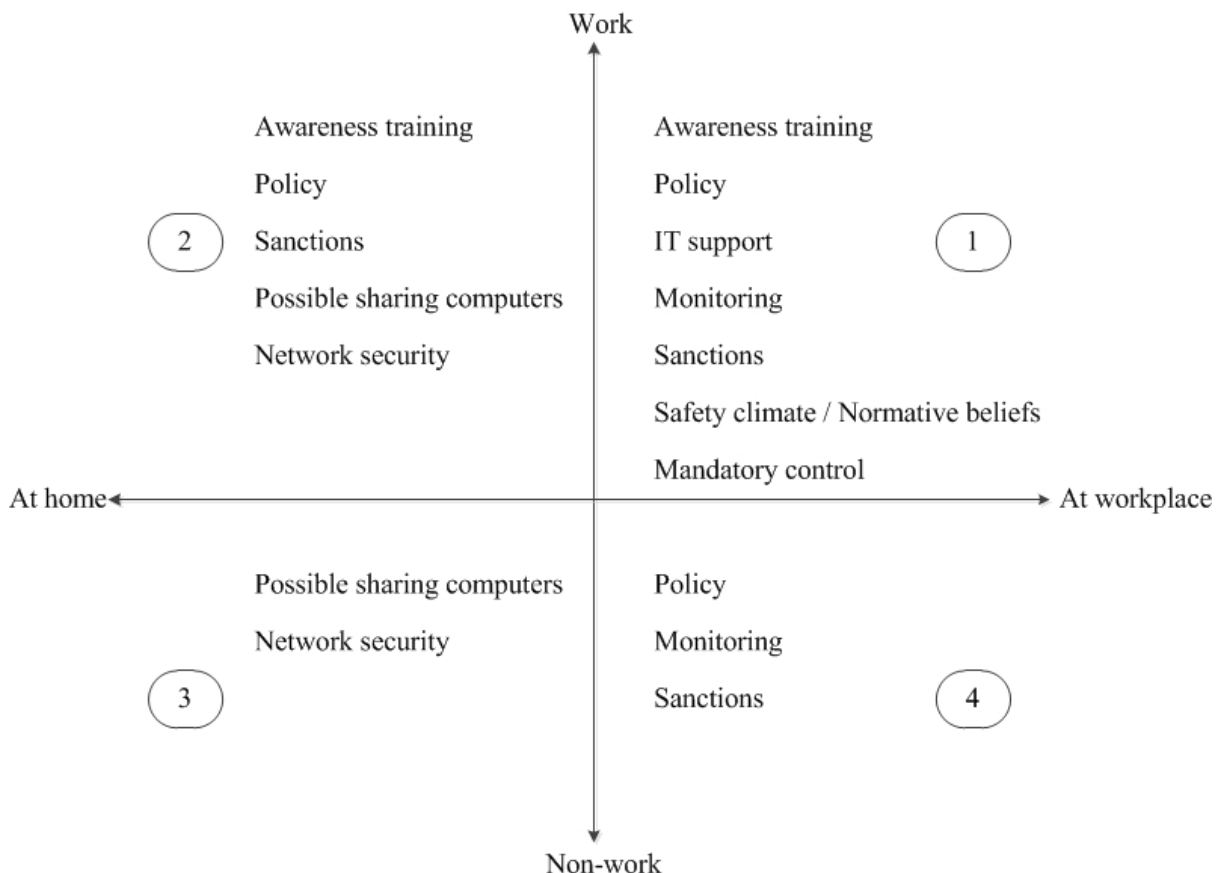 Work
Awareness training
Policy
2
Sanctions
Possible sharing computers
Network security
Awareness training
Policy
IT support
1
Monitoring
Sanctions
Safety climate / Normative beliefs
Mandatory control
At home
At workplace
Possible sharing computers
Network security
3
Policy
Monitoring
Sanctions
4
Non-work